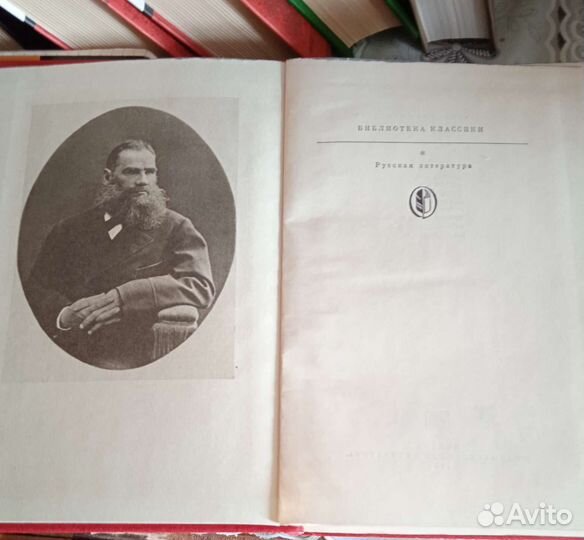 БИБЛИОТЕКА КЛАССИКИ
Русская литература
Avito